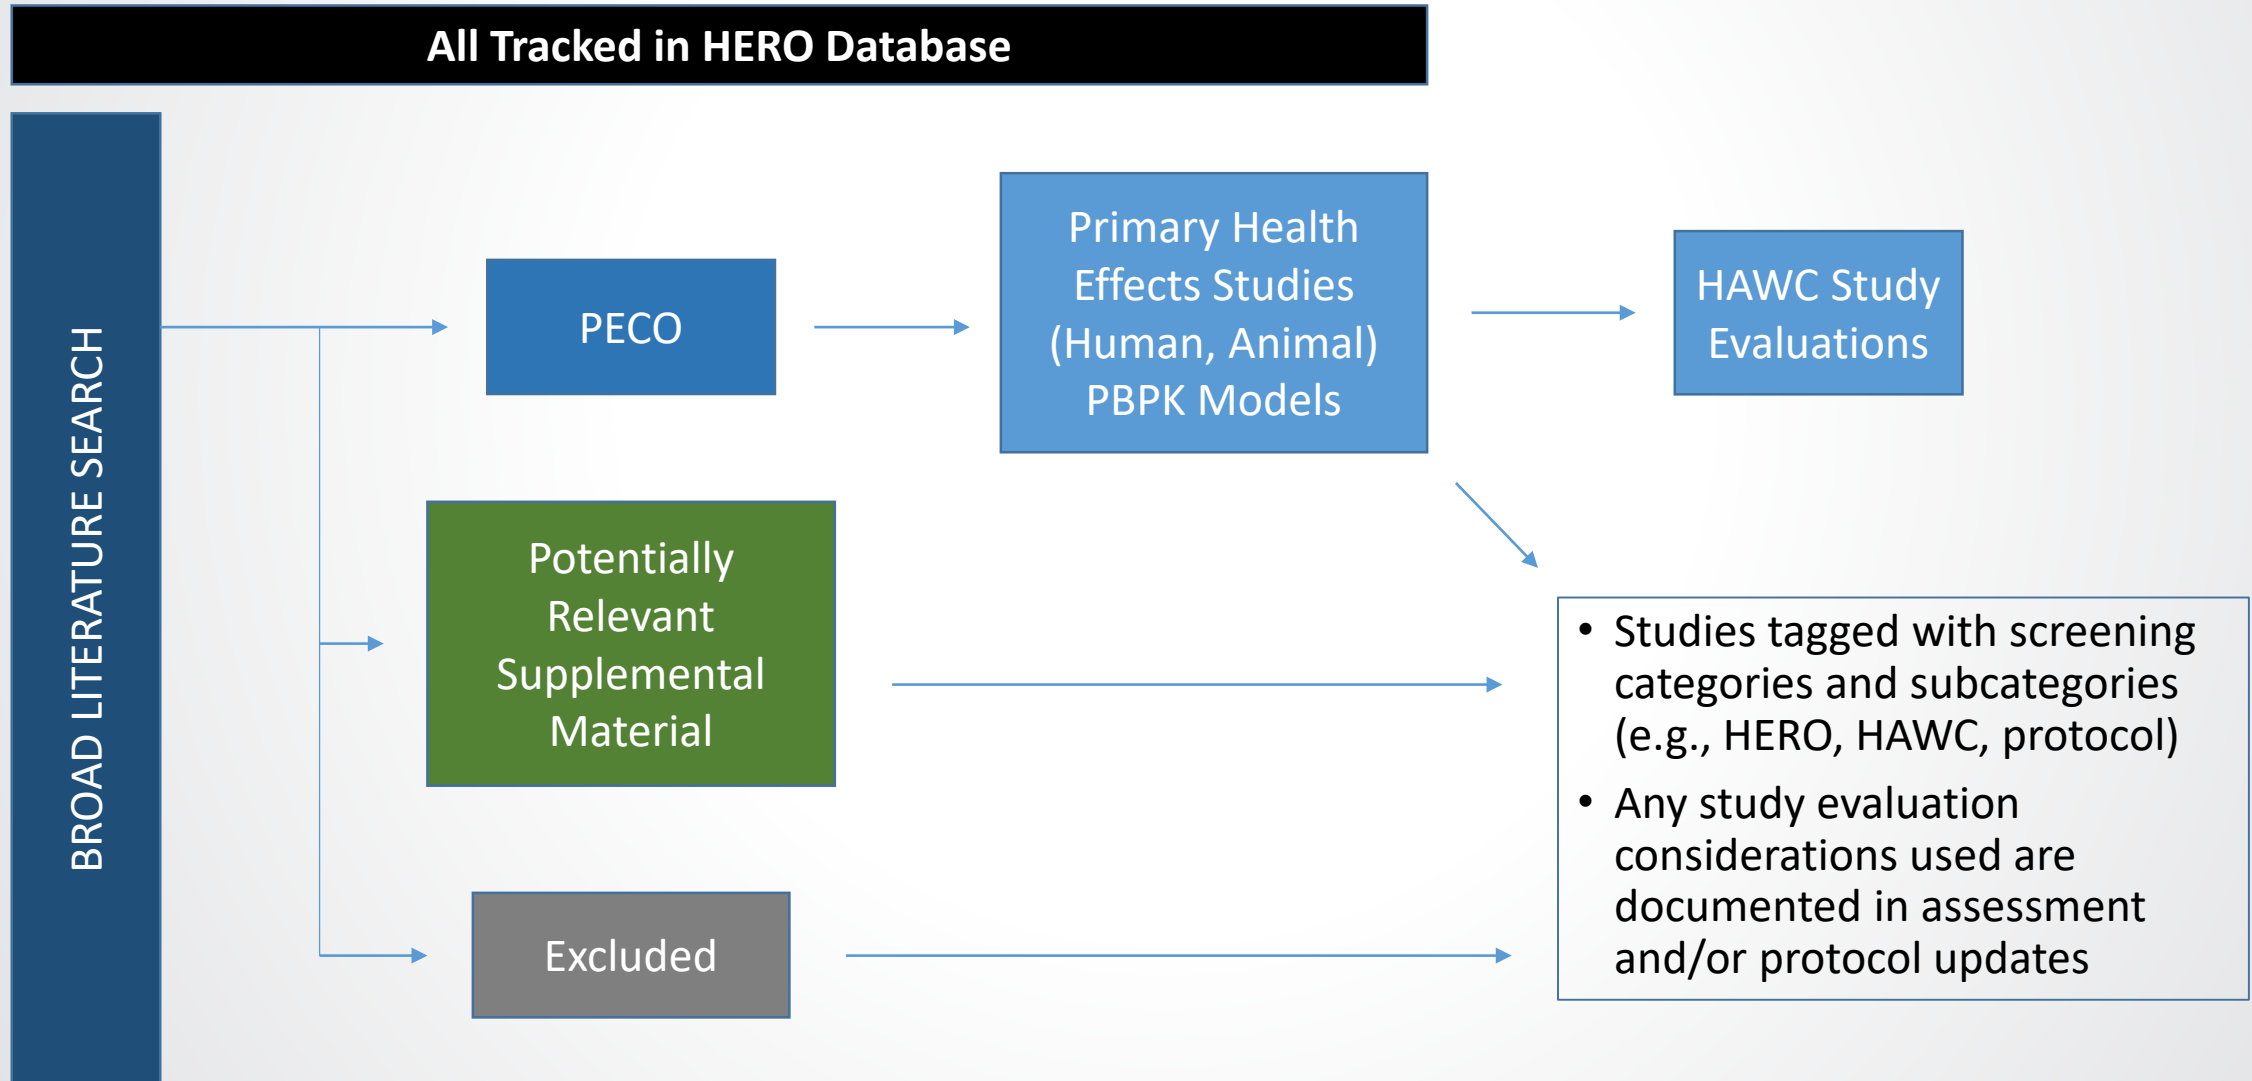 All Tracked in HERO Database
BROAD LITERATURE SEARCH
PECO
Primary Health
Effects Studies
(Human, Animal)
PBPK Models
HAWC Study
Evaluations
Potentially
Relevant
Supplemental
Material
Excluded
• Studies tagged with screening
categories and subcategories
(e.g., HERO, HAWC, protocol)
• Any study evaluation
considerations used are
documented in assessment
and/or protocol updates